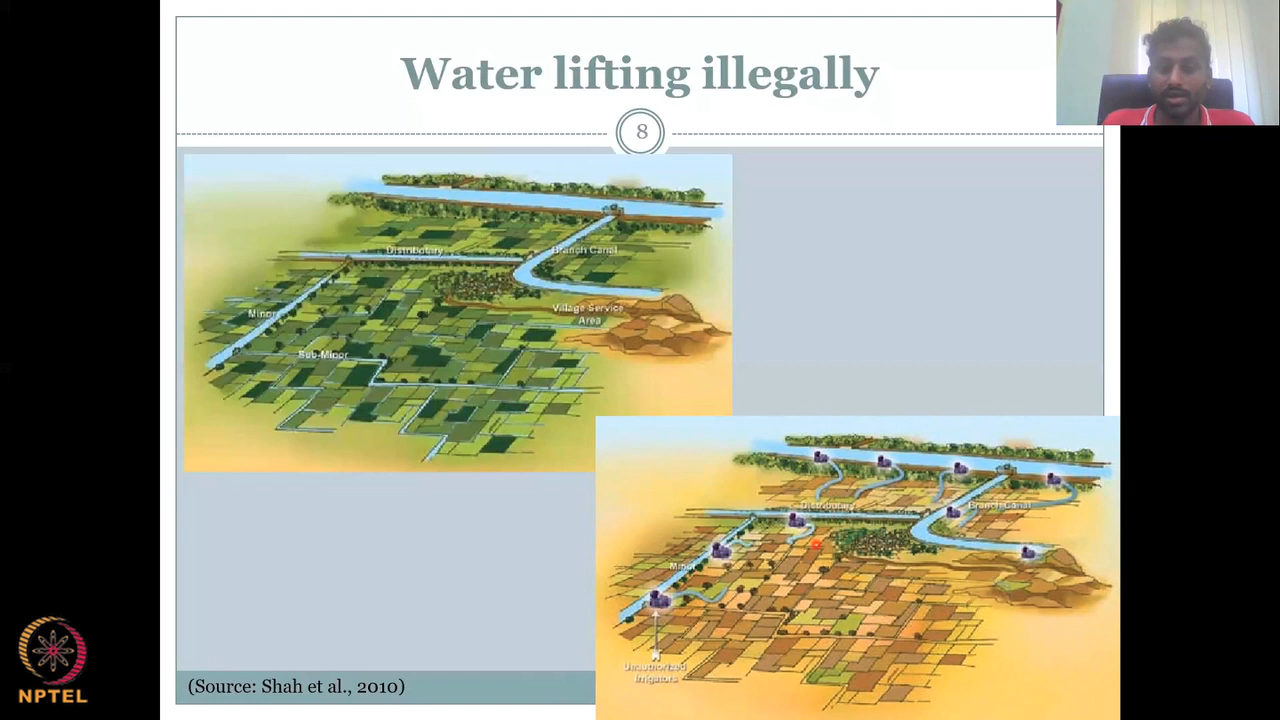 Water lifting illegally
8
Distributary
Branch Canal
Minor
Village Service
Area
Sub-Minor
Distributary
Branch Canal
Minor
Unauthorized
Irrigators
(Source: Shah et al., 2010)
NPTEL